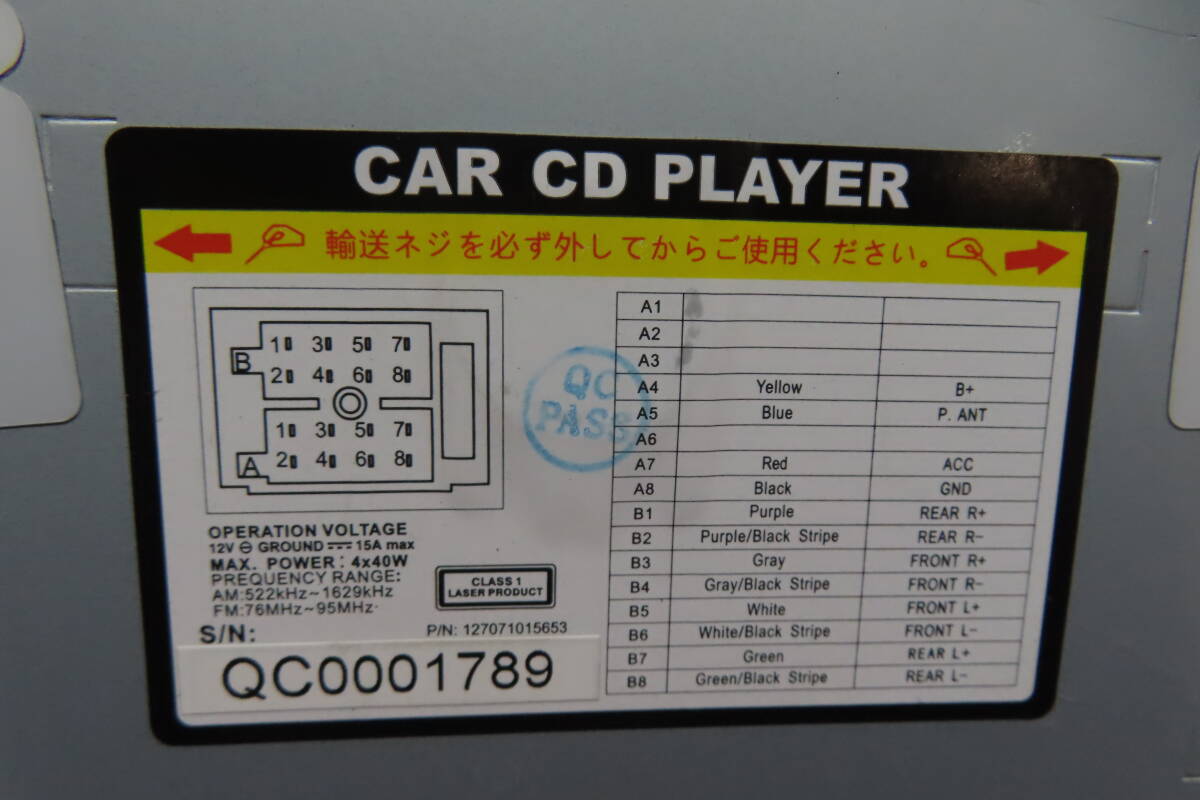 CAR CD PLAYER
輸送ネジを必ず外してからご使用ください。
B
1 3 5 7
2 4 6 8
1 3 5 7
A
2 4 6 8
QC
PASS
OPERATION VOLTAGE
12V ⊖ GROUND ⎓ 15A max
MAX. POWER: 4x40W
PREQUENCY RANGE:
AM:522kHz~1629kHz
FM:76MHz~95MHz
CLASS 1
LASER PRODUCT
S/N:
P/N: 127071015653
QC0001789
A1
A2
A3
A4 Yellow B+
A5 Blue P. ANT
A6
A7 Red ACC
A8 Black GND
B1 Purple REAR R+
B2 Purple/Black Stripe REAR R-
B3 Gray FRONT R+
B4 Gray/Black Stripe FRONT R-
B5 White FRONT L+
B6 White/Black Stripe FRONT L-
B7 Green REAR L+
B8 Green/Black Stripe REAR L-